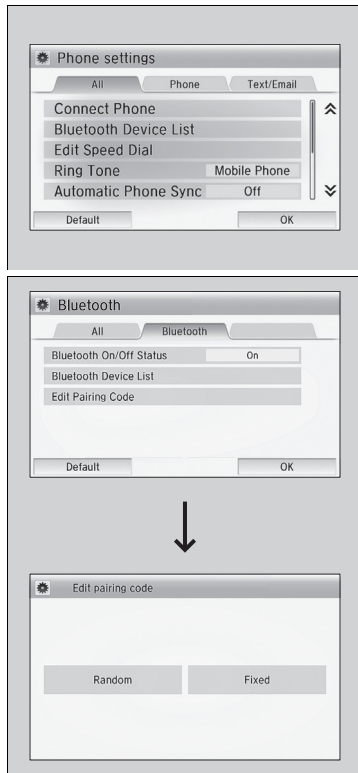 Phone settings
All Phone Text/Email
Connect Phone
Bluetooth Device List
Edit Speed Dial
Ring Tone Mobile Phone
Automatic Phone Sync Off
Default OK
Bluetooth
All Bluetooth
Bluetooth On/Off Status On
Bluetooth Device List
Edit Pairing Code
Default OK
Edit pairing code
Random Fixed